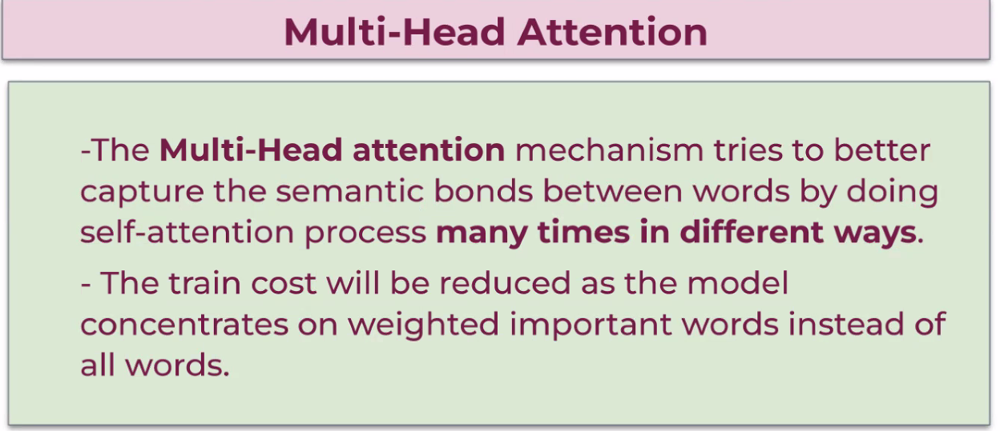 Multi-Head Attention
-The Multi-Head attention mechanism tries to better
capture the semantic bonds between words by doing
self-attention process many times in different ways.
- The train cost will be reduced as the model
concentrates on weighted important words instead of
all words.